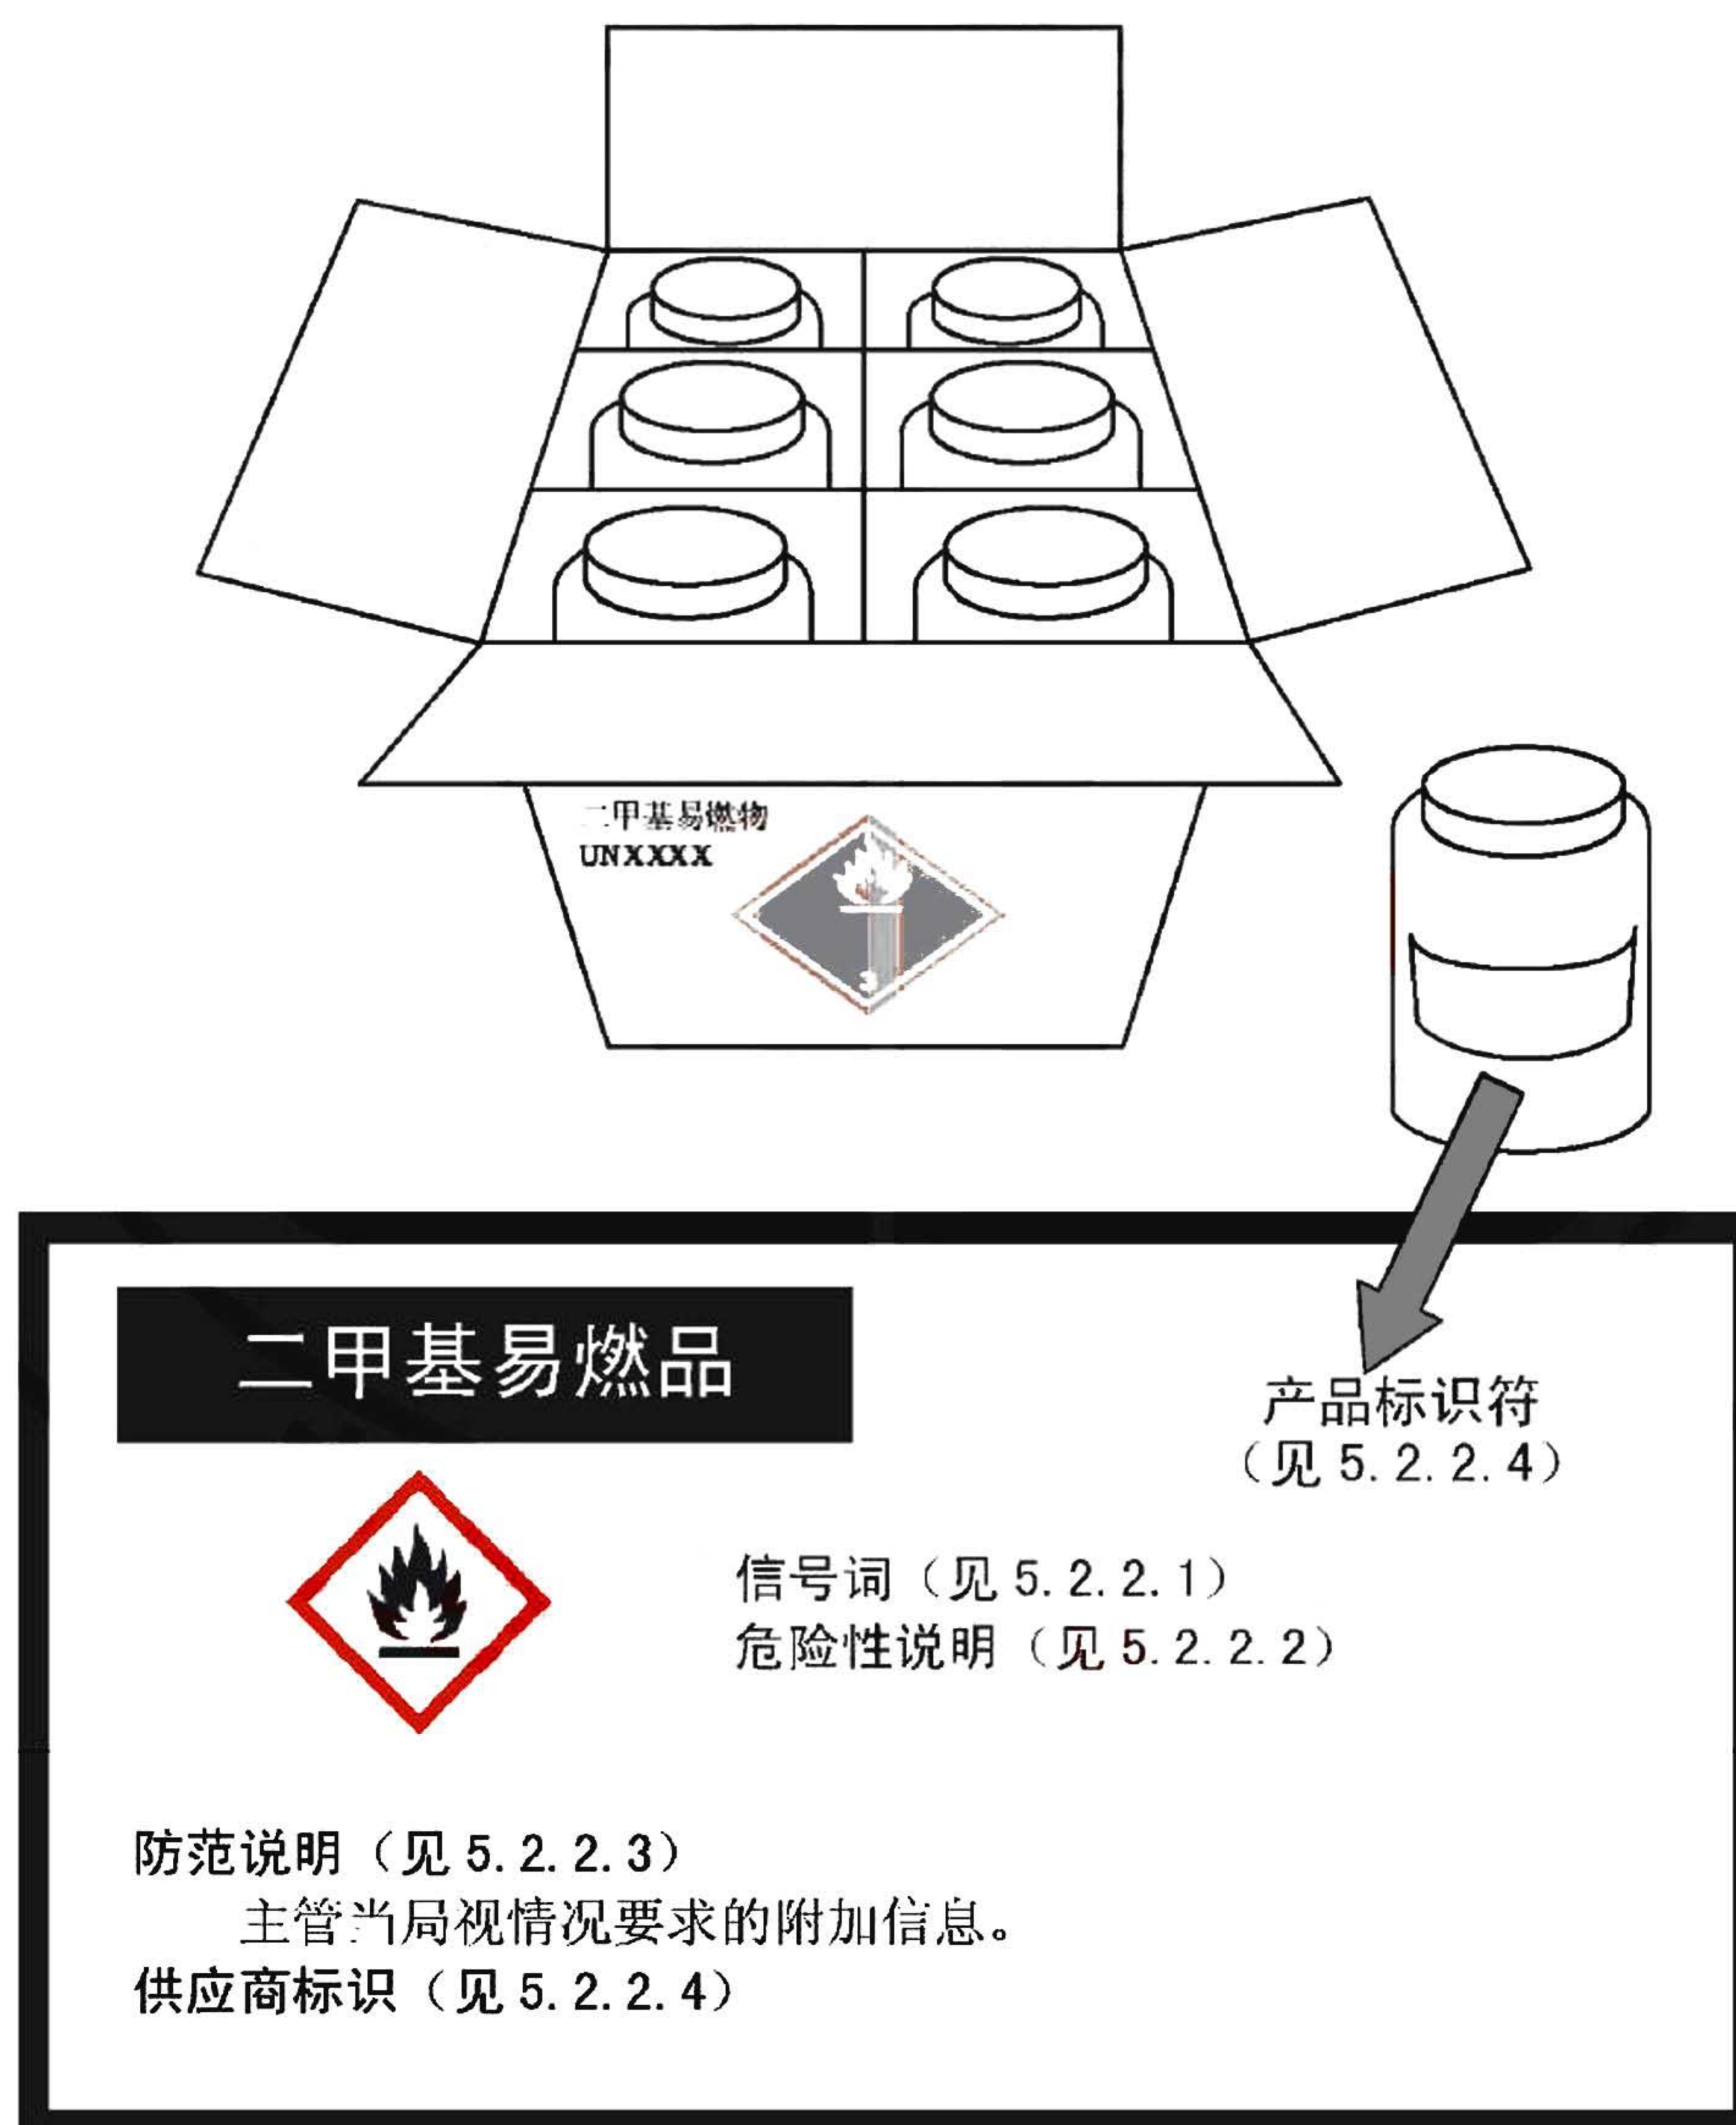 二甲基易燃物
UNXXXX
3
二甲基易燃品
产品标识符
（见 5.2.2.4）
信号词（见 5.2.2.1）
危险性说明（见 5.2.2.2）
防范说明（见 5.2.2.3）
主管当局视情况要求的附加信息。
供应商标识（见 5.2.2.4）